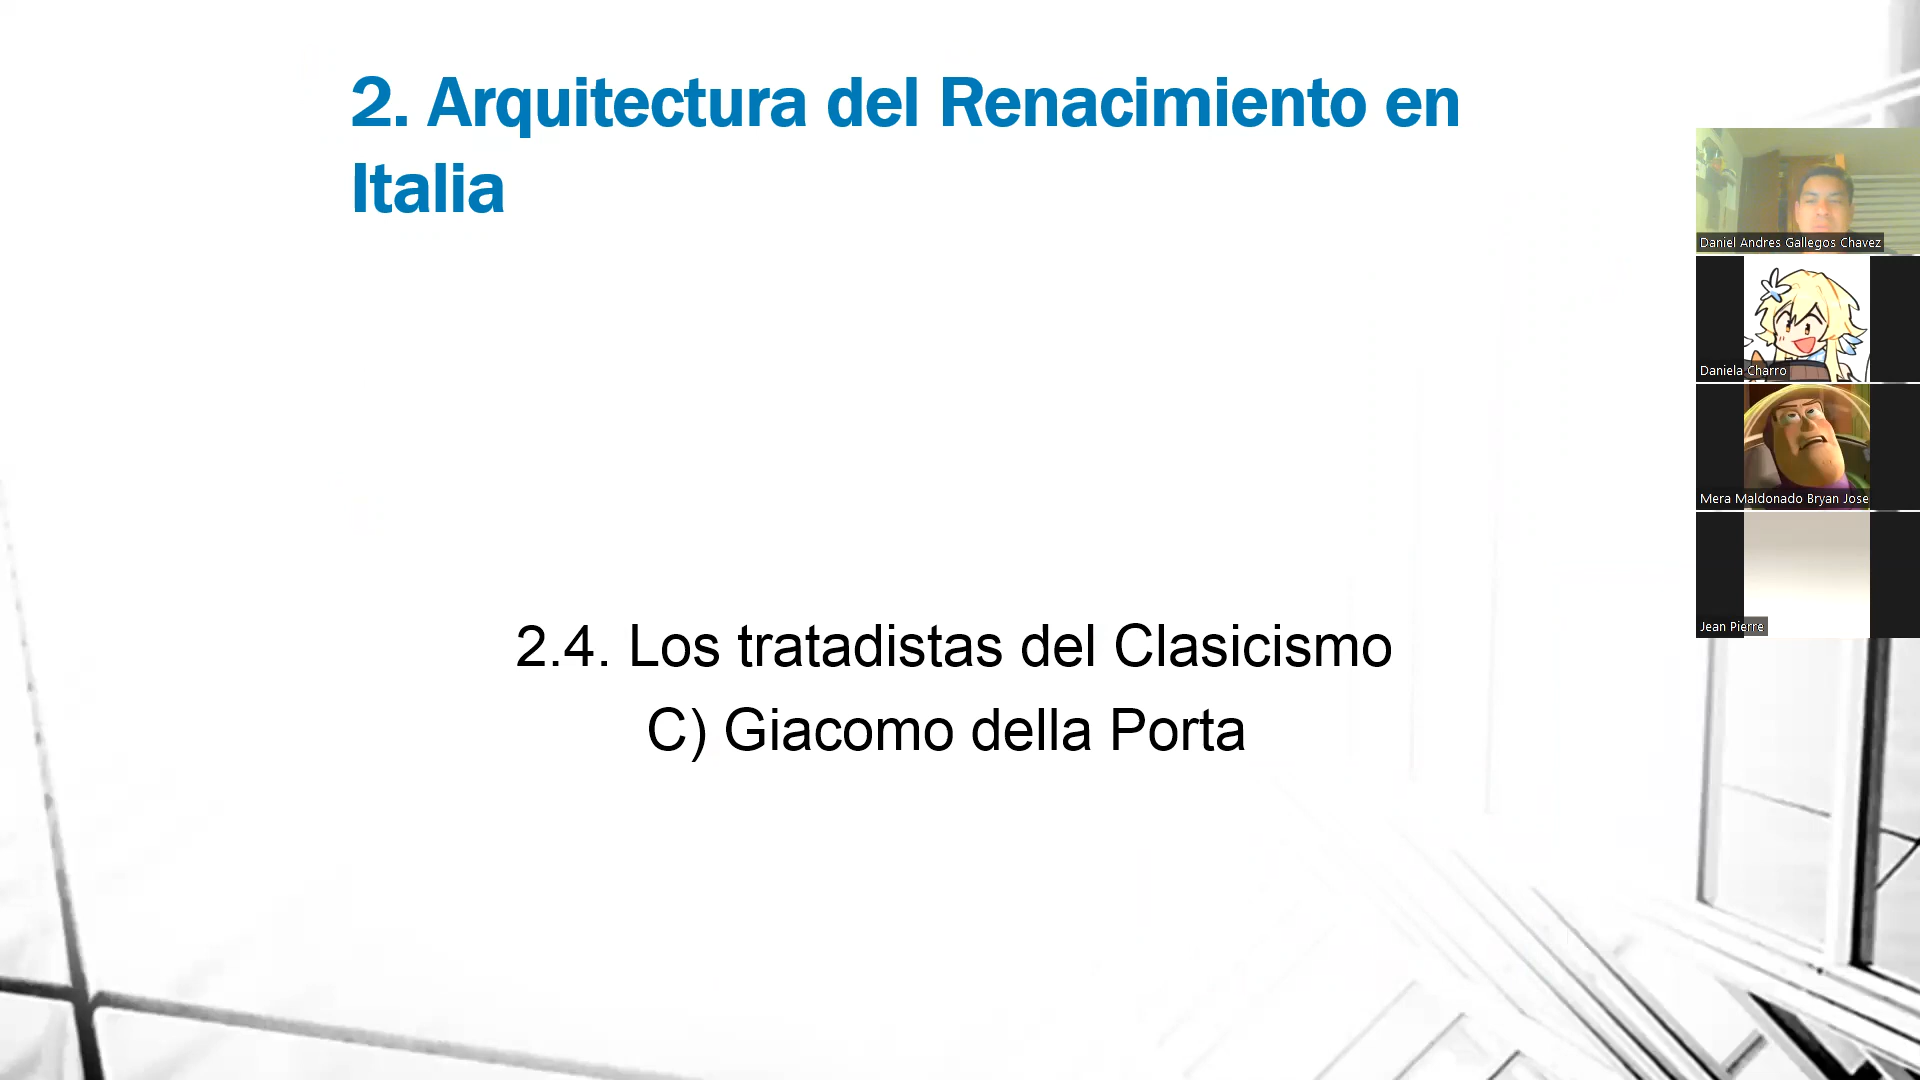 2. Arquitectura del Renacimiento en
Italia
2.4. Los tratadistas del Clasicismo
C) Giacomo della Porta
Daniel Andres Gallegos Chavez
Daniela Charro
Mera Maldonado Bryan Jose
Jean Pierre